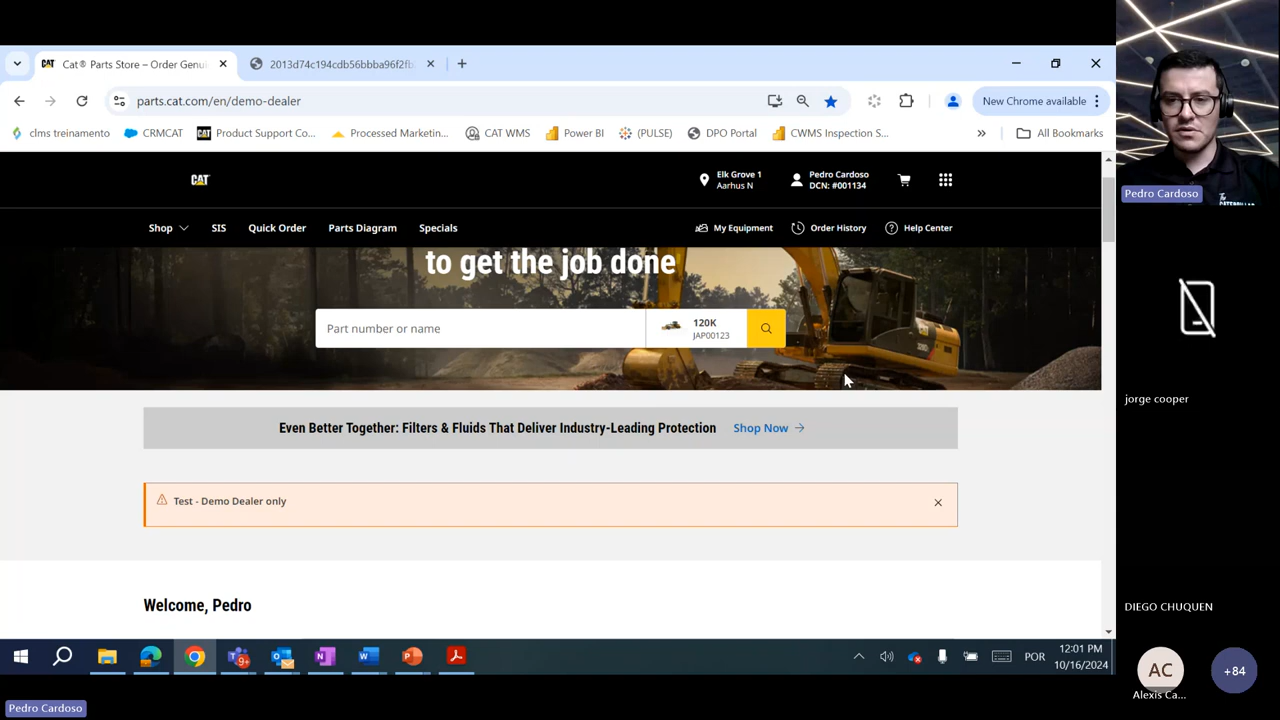 Cat® Parts Store – Order Genui
2013d74c194cdb56bbba96f2fb
parts.cat.com/en/demo-dealer
New Chrome available
clms treinamento
CRMCAT
CAT
Product Support Co...
Processed Marketin...
CAT WMS
Power BI
(PULSE)
DPO Portal
CWMS Inspection S...
All Bookmarks
CAT
Elk Grove 1
Aarhus N
Pedro Cardoso
DCN: #001134
Shop
SIS
Quick Order
Parts Diagram
Specials
My Equipment
Order History
Help Center
to get the job done
Part number or name
120K
JAP00123
Even Better Together: Filters & Fluids That Deliver Industry-Leading Protection
Shop Now
Test - Demo Dealer only
Welcome, Pedro
9+
POR
12:01 PM
10/16/2024
Pedro Cardoso
Pedro Cardoso
jorge cooper
DIEGO CHUQUEN
AC
Alexis Ca...
+84